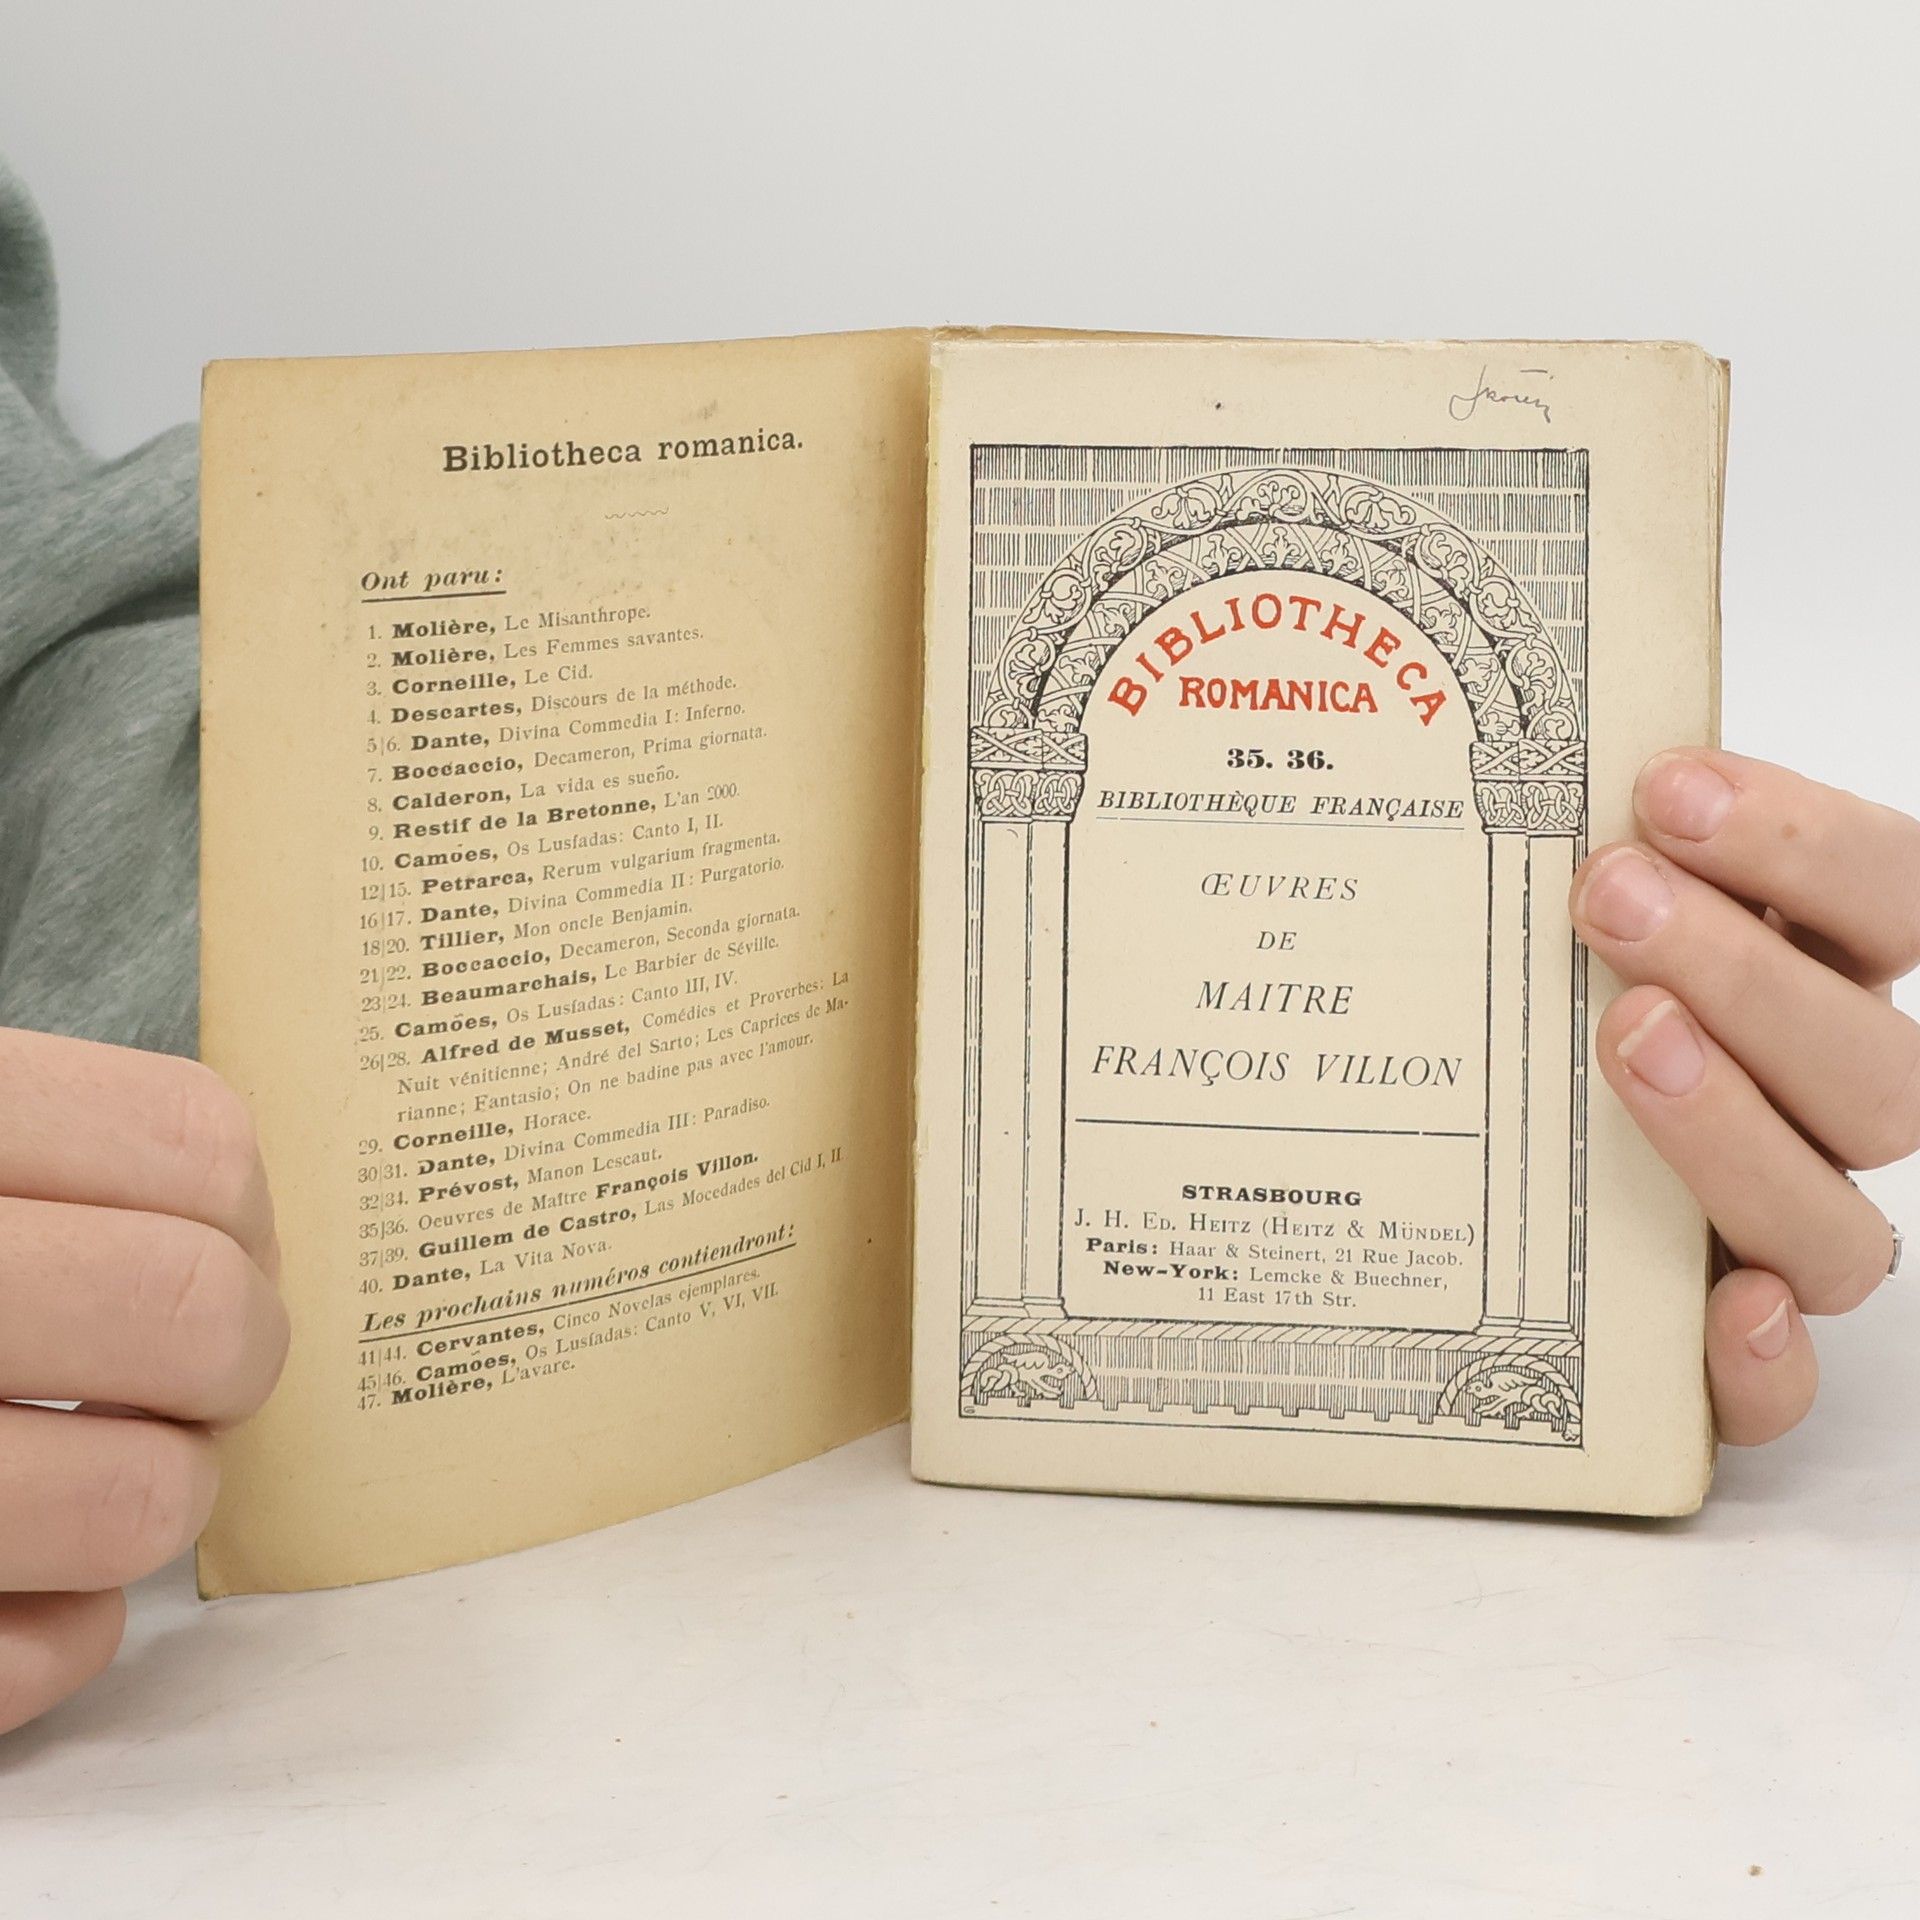 Bibliotheca romanica.
Ont paru:
1. Molière, Le Misanthrope.
2. Molière, Les Femmes savantes.
3. Corneille, Le Cid.
4. Descartes, Discours de la méthode.
5|6. Dante, Divina Commedia I: Inferno.
7. Boccaccio, Decameron, Prima giornata.
8. Calderon, La vida es sueño.
9. Restif de la Bretonne, L'an 2000.
10. Camões, Os Lusíadas: Canto I, II.
12|15. Petrarca, Rerum vulgarium fragmenta.
16|17. Dante, Divina Commedia II: Purgatorio.
18|20. Tillier, Mon oncle Benjamin.
21|22. Boccaccio, Decameron, Seconda giornata.
23|24. Beaumarchais, Le Barbier de Séville.
25. Camões, Os Lusíadas: Canto III, IV.
26|28. Alfred de Musset, Comédies et Proverbes: La
Nuit vénitienne; André del Sarto; Les Caprices de Ma-
rianne; Fantasio; On ne badine pas avec l'amour.
29. Corneille, Horace.
30|31. Dante, Divina Commedia III: Paradiso.
32|34. Prévost, Manon Lescaut.
35|36. Oeuvres de Maître François Villon.
37|39. Guillem de Castro, Las Mocedades del Cid I, II
40. Dante, La Vita Nova.
Les prochains numéros contiendront:
41|44. Cervantes, Cinco Novelas ejemplares.
45|46. Camões, Os Lusíadas: Canto V, VI, VII.
47. Molière, L'avare.
BIBLIOTHECA
ROMANICA
35. 36.
BIBLIOTHÈQUE FRANÇAISE
ŒUVRES
DE
MAITRE
FRANÇOIS VILLON
STRASBOURG
J. H. ED. HEITZ (HEITZ & MÜNDEL)
Paris: Haar & Steinert, 21 Rue Jacob.
New-York: Lemcke & Buechner,
11 East 17th Str.